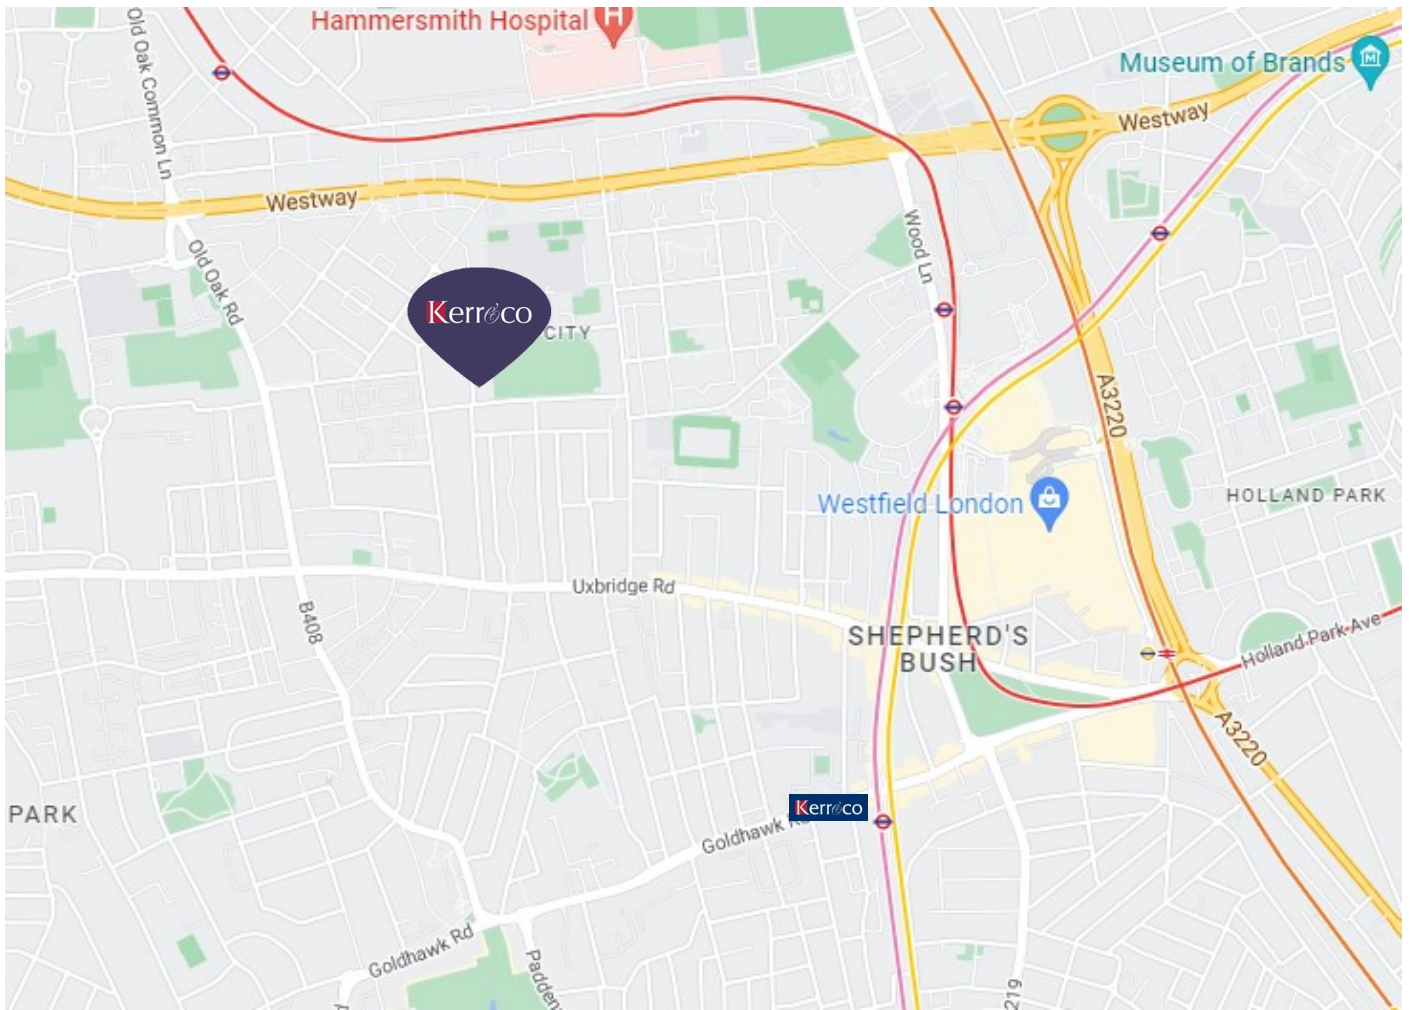 Hammersmith Hospital
H
Old Oak Common Ln
Museum of Brands
M
Westway
Westway
Old Oak Rd
Wood Ln
Kerr&co
CITY
A3220
Westfield London
HOLLAND PARK
Uxbridge Rd
B408
SHEPHERD'S
BUSH
Holland Park Ave
A3220
PARK
Kerr&co
Goldhawk Rd
Goldhawk Rd
Padden
219